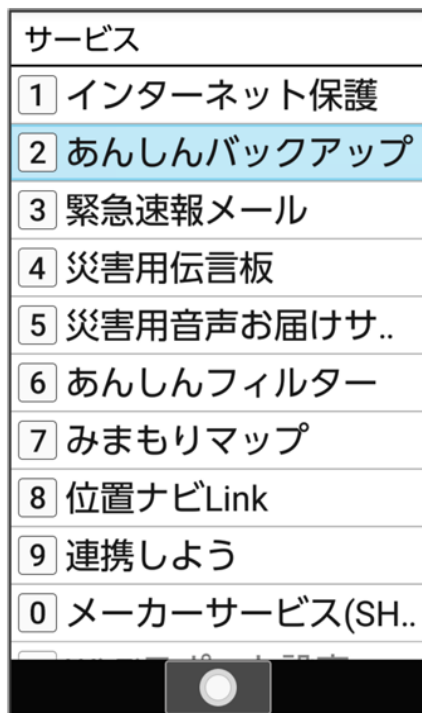 サービス
1 インターネット保護
2 あんしんバックアップ
3 緊急速報メール
4 災害用伝言板
5 災害用音声お届けサ..
6 あんしんフィルター
7 みまもりマップ
8 位置ナビLink
9 連携しよう
0 メーカーサービス(SH..